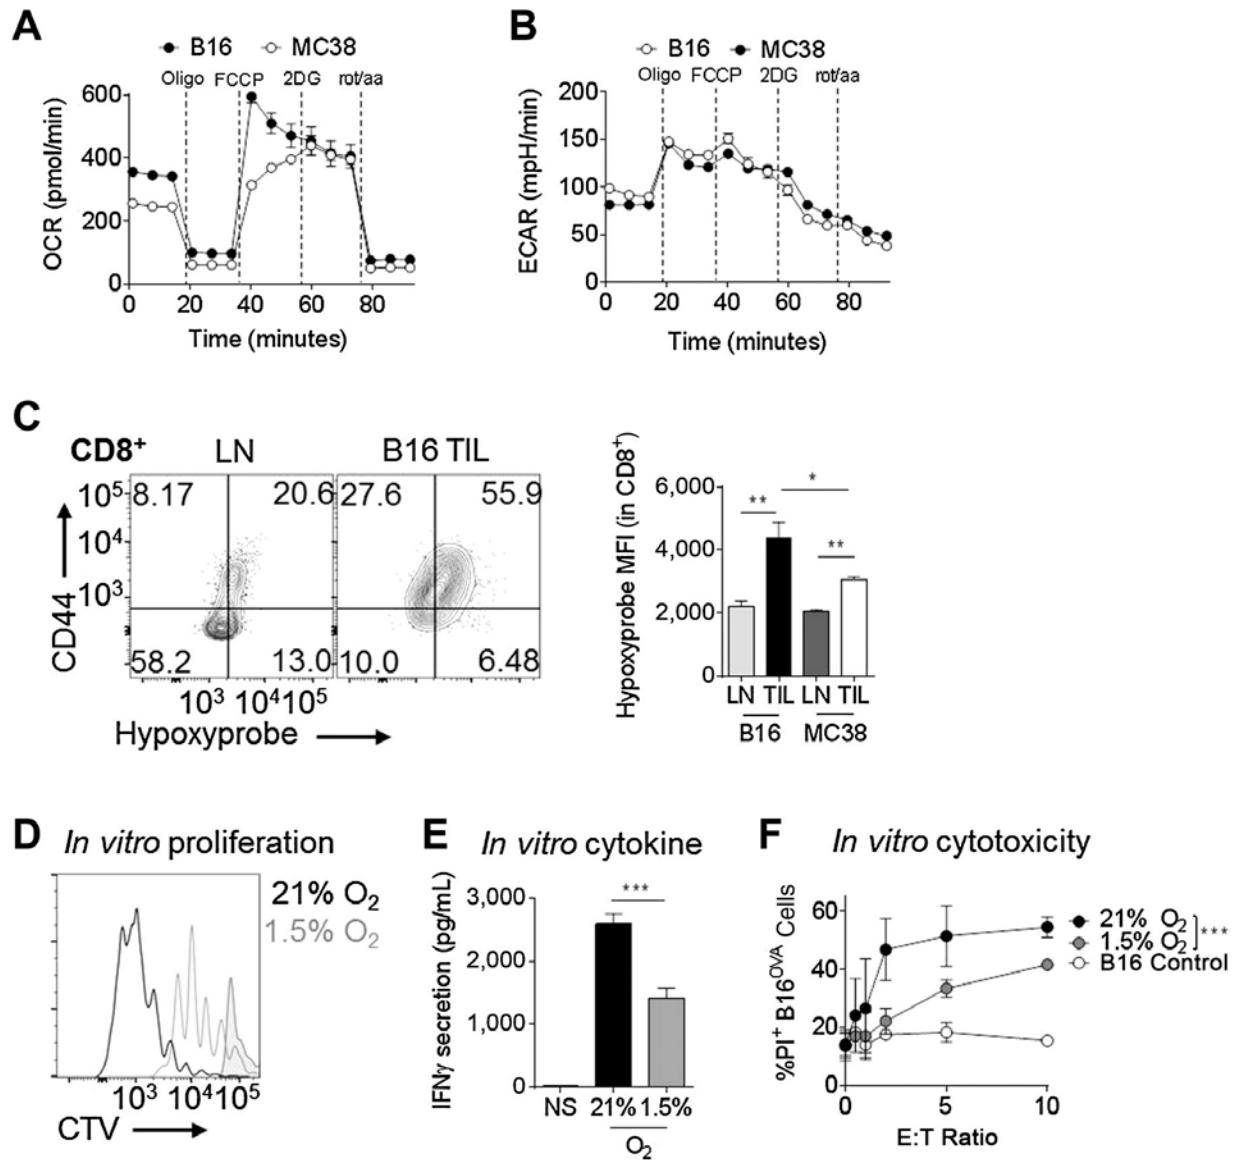 A
B16 MC38
Oligo FCCP 2DG rot/aa
OCR (pmol/min)
600
400
200
0
0 20 40 60 80
Time (minutes)
B
B16 MC38
Oligo FCCP 2DG rot/aa
ECAR (mpH/min)
200
150
100
50
0
0 20 40 60 80
Time (minutes)
C
CD8+ LN B16 TIL
CD44
10^5
10^4
10^3
8.17 20.6 27.6 55.9
58.2 13.0 10.0 6.48
10^3 10^4 10^5
Hypoxyprobe
Hypoxyprobe MFI (in CD8+)
6,000
4,000
2,000
0
** * **
LN TIL LN TIL
B16 MC38
D
In vitro proliferation
21% O2
1.5% O2
10^3 10^4 10^5
CTV
E
In vitro cytokine
IFNγ secretion (pg/mL)
3,000
2,000
1,000
0
***
NS 21% 1.5%
O2
F
In vitro cytotoxicity
%PI+ B16OVA Cells
60
40
20
0
0 5 10
E:T Ratio
21% O2
1.5% O2
***
B16 Control